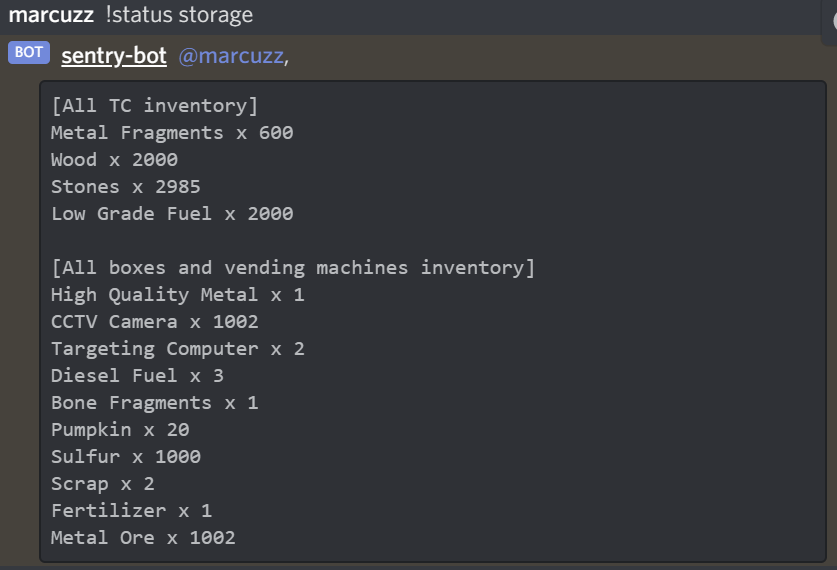 marcuzz !status storage
BOT sentry-bot @marcuzz,
[All TC inventory]
Metal Fragments x 600
Wood x 2000
Stones x 2985
Low Grade Fuel x 2000
[All boxes and vending machines inventory]
High Quality Metal x 1
CCTV Camera x 1002
Targeting Computer x 2
Diesel Fuel x 3
Bone Fragments x 1
Pumpkin x 20
Sulfur x 1000
Scrap x 2
Fertilizer x 1
Metal Ore x 1002